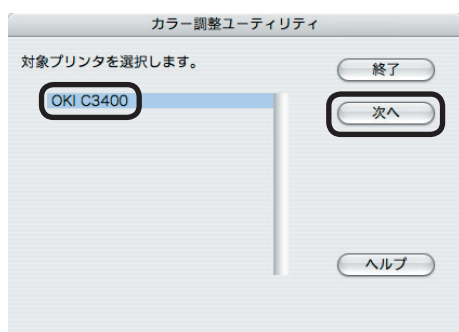 カラー調整ユーティリティ
対象プリンタを選択します。
OKI C3400
終了
次へ
ヘルプ